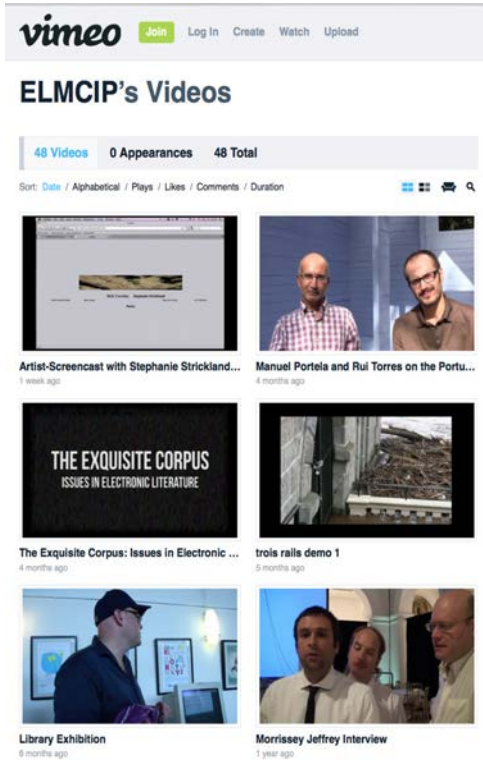 vimeo Join Log In Create Watch Upload
ELMCIP's Videos
48 Videos 0 Appearances 48 Total
Sort: Date / Alphabetical / Plays / Likes / Comments / Duration
Artist-Screencast with Stephanie Strickland...
1 week ago
Manuel Portela and Rui Torres on the Portu...
4 months ago
THE EXQUISITE CORPUS
ISSUES IN ELECTRONIC LITERATURE
The Exquisite Corpus: Issues in Electronic ...
4 months ago
trois rails demo 1
5 months ago
Library Exhibition
6 months ago
Morrissey Jeffrey Interview
1 year ago